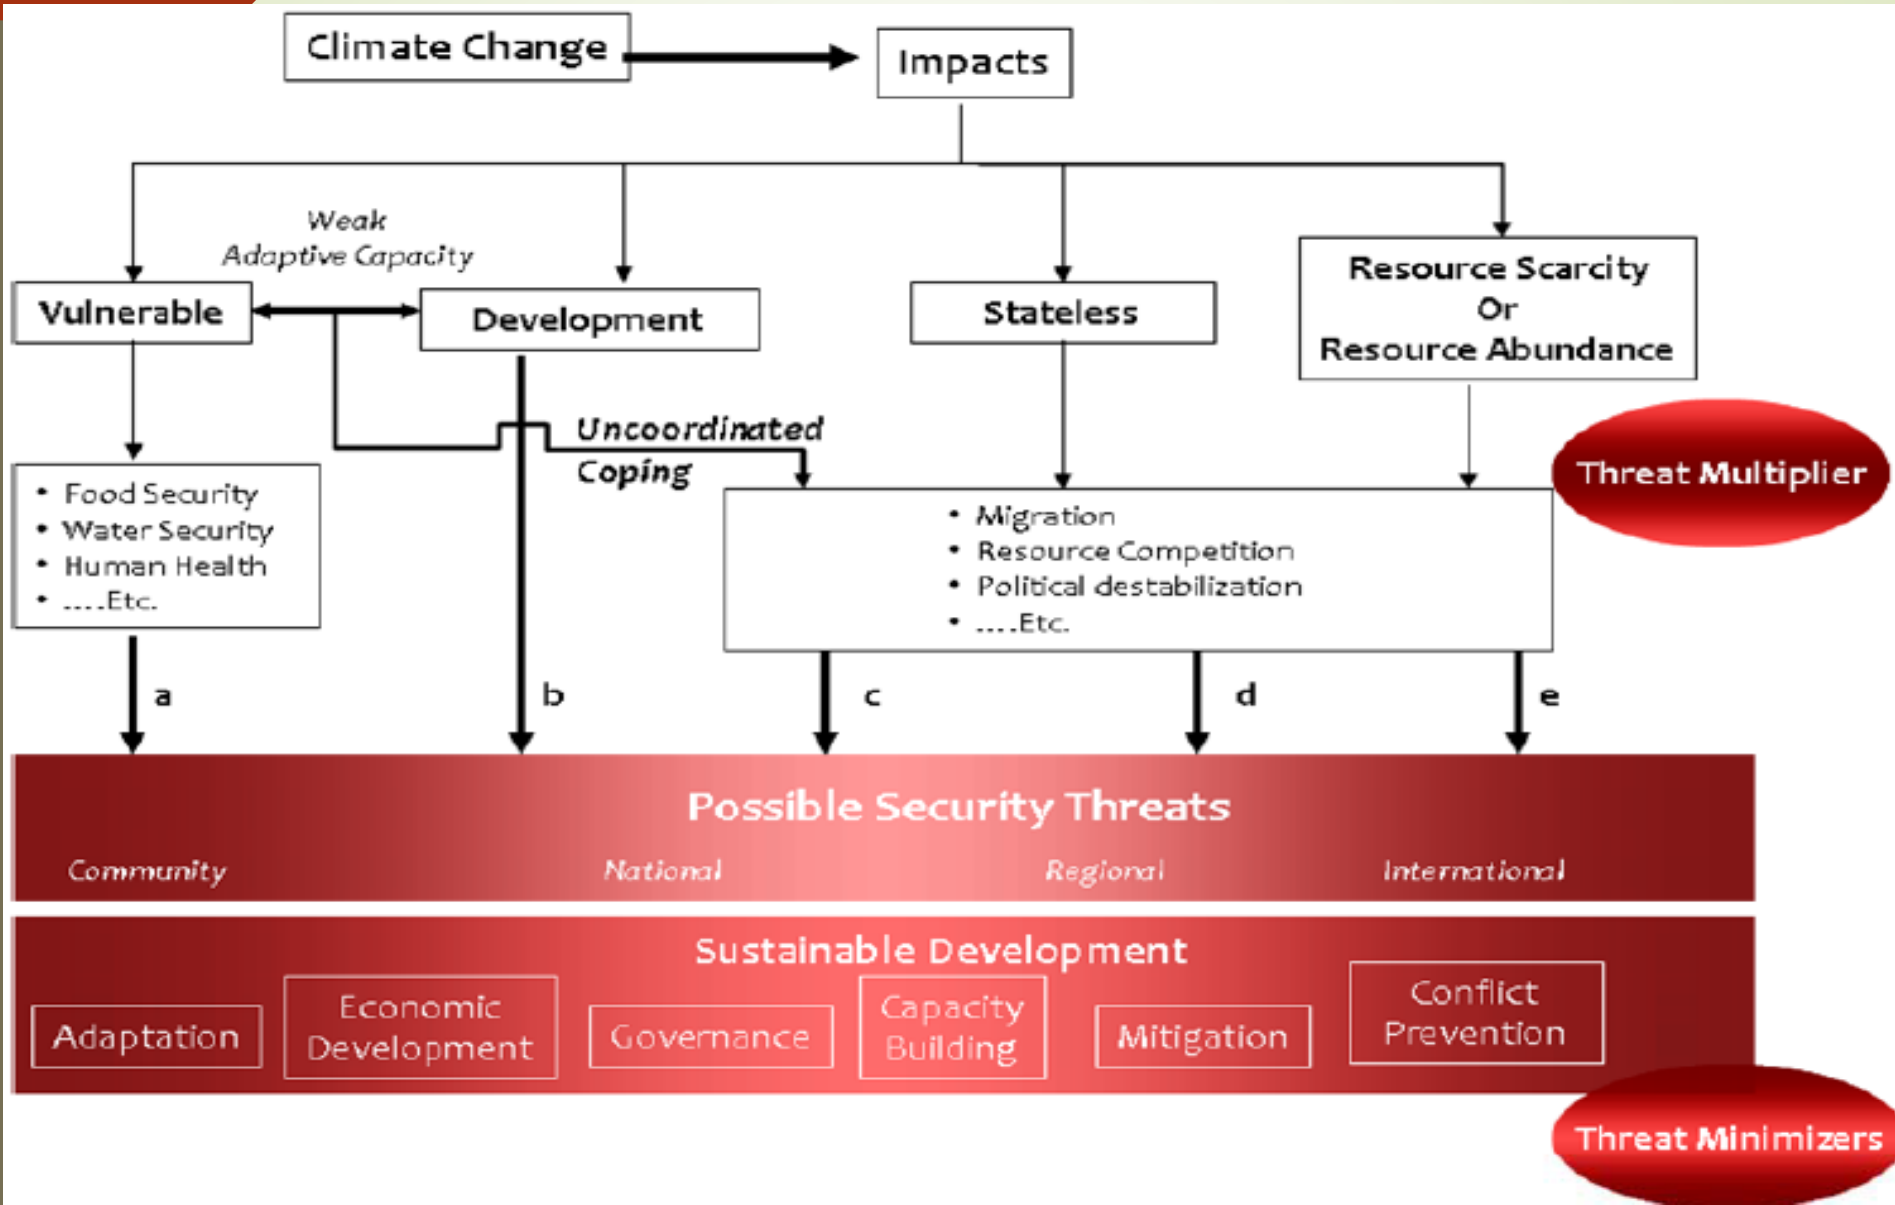 Climate Change
Impacts
Weak
Adaptive Capacity
Vulnerable
Development
Stateless
Resource Scarcity
Or
Resource Abundance
Uncoordinated
Coping
Threat Multiplier
• Food Security
• Water Security
• Human Health
• ....Etc.
• Migration
• Resource Competition
• Political destabilization
• ....Etc.
a
b
c
d
e
Possible Security Threats
Community
National
Regional
International
Sustainable Development
Adaptation
Economic
Development
Governance
Capacity
Building
Mitigation
Conflict
Prevention
Threat Minimizers